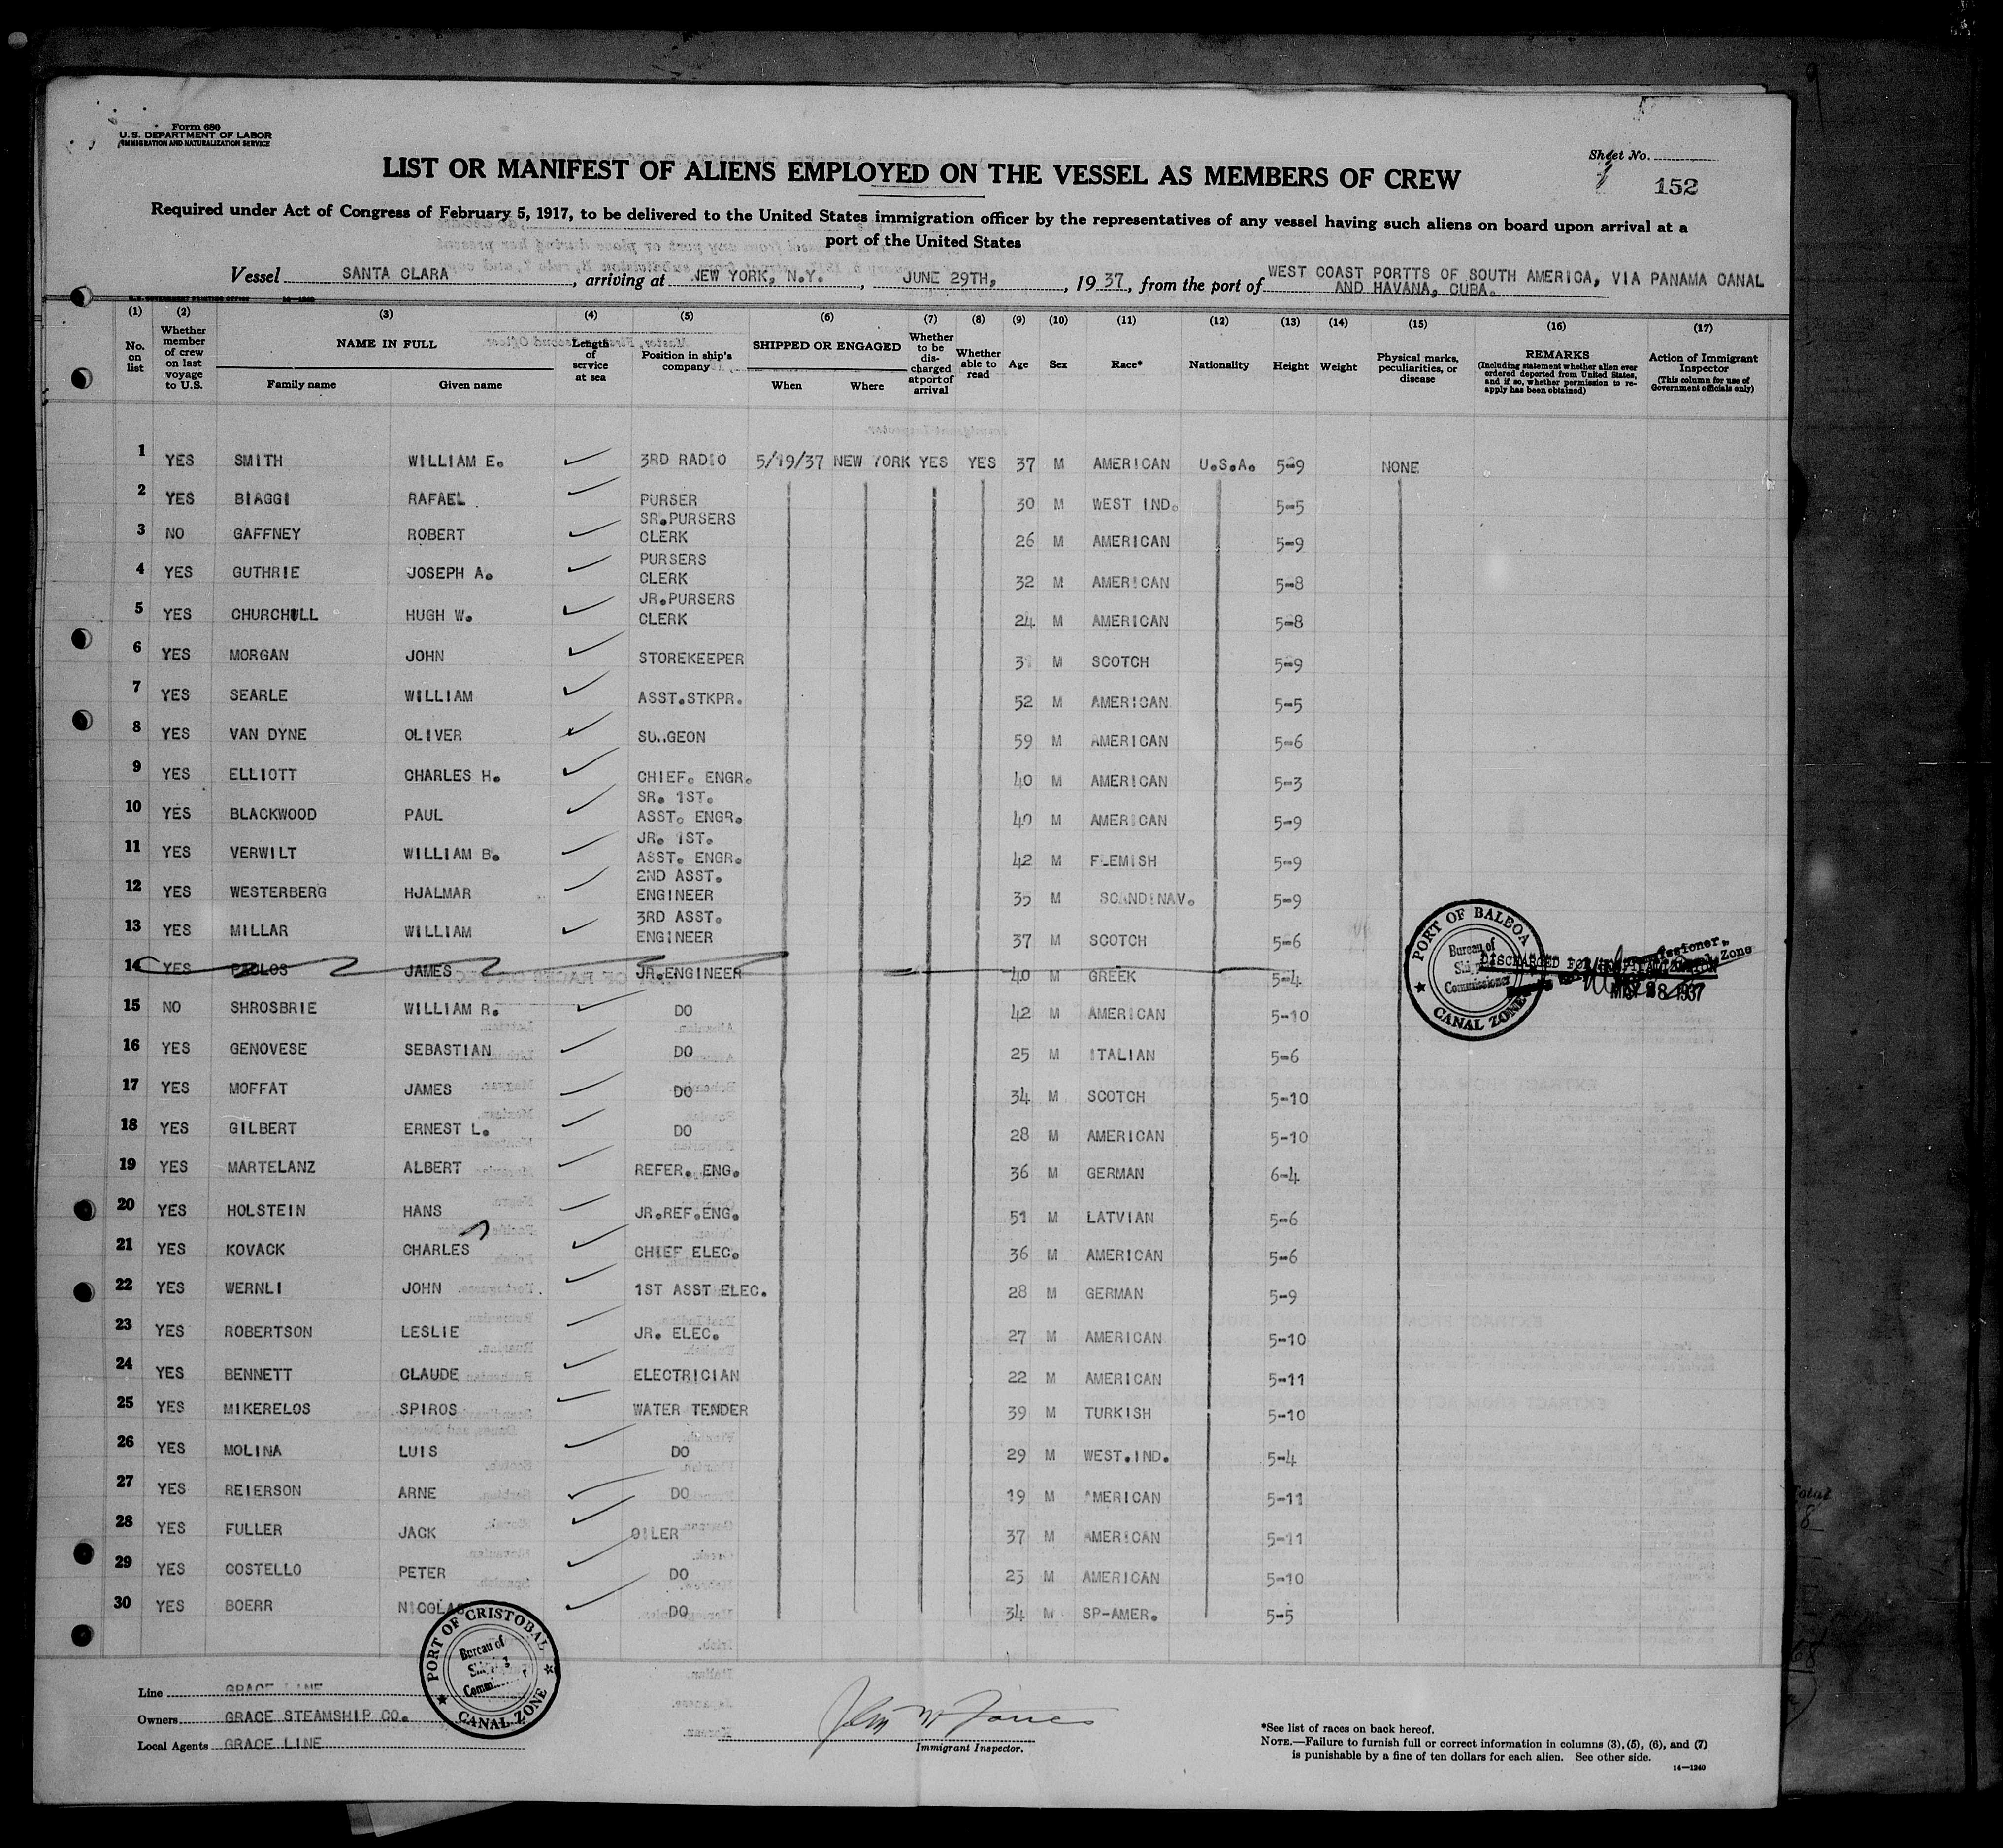 Form 680
U. S. DEPARTMENT OF LABOR
IMMIGRATION AND NATURALIZATION SERVICE
Sheet No.
152
LIST OR MANIFEST OF ALIENS EMPLOYED ON THE VESSEL AS MEMBERS OF CREW
Required under Act of Congress of February 5, 1917, to be delivered to the United States immigration officer by the representatives of any vessel having such aliens on board upon arrival at a
port of the United States
Vessel SANTA CLARA, arriving at NEW YORK, N.Y., JUNE 29TH, 1937, from the port of WEST COAST PORTTS OF SOUTH AMERICA, VIA PANAMA CANAL
AND HAVANA, CUBA.
U.S. GOVERNMENT PRINTING OFFICE 14—1240
(1) (2) (3) (4) (5) (6) (7) (8) (9) (10) (11) (12) (13) (14) (15) (16) (17)
No. on list
Whether member of crew on last voyage to U.S.
NAME IN FULL
Family name
Given name
Length of service at sea
Position in ship's company
SHIPPED OR ENGAGED
When
Where
Whether to be discharged at port of arrival
Whether able to read
Age
Sex
Race*
Nationality
Height
Weight
Physical marks, peculiarities, or disease
REMARKS
(Including statement whether alien ever ordered deported from United States, and if so, whether permission to re-apply has been obtained)
Action of Immigrant Inspector
(This column for use of Government officials only)
1 YES SMITH WILLIAM E. 3RD RADIO 5/19/37 NEW YORK YES YES 37 M AMERICAN U.S.A. 5-9 NONE
2 YES BIAGGI RAFAEL PURSER 30 M WEST IND. 5-5
3 NO GAFFNEY ROBERT SR.PURSERS CLERK 26 M AMERICAN 5-9
4 YES GUTHRIE JOSEPH A. PURSERS CLERK 32 M AMERICAN 5-8
5 YES CHURCHILL HUGH W. JR.PURSERS CLERK 24 M AMERICAN 5-8
6 YES MORGAN JOHN STOREKEEPER M SCOTCH 5-9
7 YES SEARLE WILLIAM ASST.STKPR. 52 M AMERICAN 5-5
8 YES VAN DYNE OLIVER SU..GEON 59 M AMERICAN 5-6
9 YES ELLIOTT CHARLES H. CHIEF. ENGR. 40 M AMERICAN 5-3
10 YES BLACKWOOD PAUL SR. 1ST. ASST. ENGR. 40 M AMERICAN 5-9
11 YES VERWILT WILLIAM B. JR. 1ST. ASST. ENGR. 42 M FLEMISH 5-9
12 YES WESTERBERG HJALMAR 2ND ASST. ENGINEER 35 M SCANDINAV. 5-9
13 YES MILLAR WILLIAM 3RD ASST. ENGINEER 37 M SCOTCH 5-6
14 YES JAMES JR.ENGINEER 40 M GREEK 5-4
15 NO SHROSBRIE WILLIAM R. DO 42 M AMERICAN 5-10
16 YES GENOVESE SEBASTIAN DO 25 M ITALIAN 5-6
17 YES MOFFAT JAMES DO 34 M SCOTCH 5-10
18 YES GILBERT ERNEST L. DO 28 M AMERICAN 5-10
19 YES MARTELANZ ALBERT REFER. ENG. 36 M GERMAN 6-4
20 YES HOLSTEIN HANS JR.REF.ENG. 51 M LATVIAN 5-6
21 YES KOVACK CHARLES CHIEF ELEC. 36 M AMERICAN 5-6
22 YES WERNLI JOHN 1ST ASST ELEC. 28 M GERMAN 5-9
23 YES ROBERTSON LESLIE JR. ELEC. 27 M AMERICAN 5-10
24 YES BENNETT CLAUDE ELECTRICIAN 22 M AMERICAN 5-11
25 YES MIKERELOS SPIROS WATER TENDER 39 M TURKISH 5-10
26 YES MOLINA LUIS DO 29 M WEST.IND. 5-4
27 YES REIERSON ARNE DO 19 M AMERICAN 5-11
28 YES FULLER JACK OILER 37 M AMERICAN 5-11
29 YES COSTELLO PETER DO 23 M AMERICAN 5-10
30 YES BOERR NICOLAS DO 34 M SP-AMER. 5-5
PORT OF BALBOA
Bureau of
Commissioner
CANAL ZONE
DISCHARGED FOR
1937
PORT OF CRISTOBAL
Bureau of
CANAL ZONE
Line GRACE LINE
Owners GRACE STEAMSHIP CO.
Local Agents GRACE LINE
Immigrant Inspector.
*See list of races on back hereof.
NOTE.—Failure to furnish full or correct information in columns (3), (5), (6), and (7)
is punishable by a fine of ten dollars for each alien. See other side.
14—1240